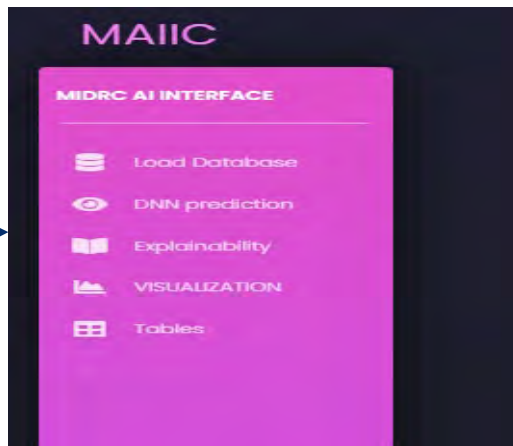 MAIIC
MIDRC AI INTERFACE
Load Database
DNN prediction
Explainability
VISUALIZATION
Tables